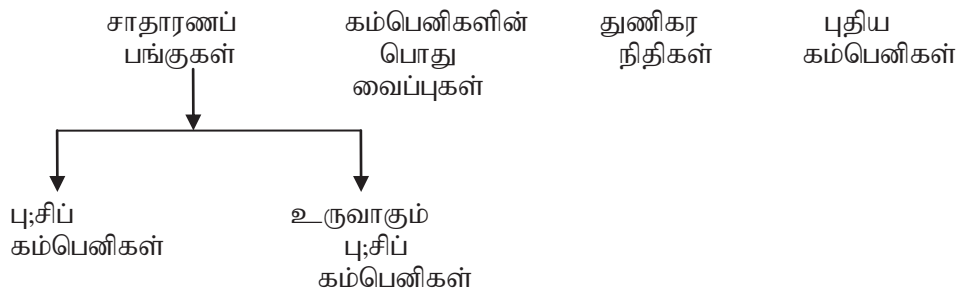 சாதாரணப் கம்பெனிகளின் துணிகர புதிய
பங்குகள் பொது நிதிகள் கம்பெனிகள்
வைப்புகள்
பு;சிப் உருவாகும்
கம்பெனிகள் பு;சிப்
கம்பெனிகள்